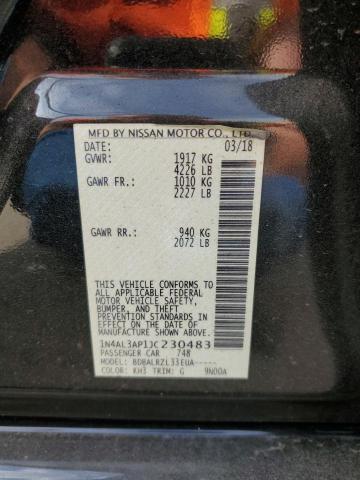 MFD BY NISSAN MOTOR CO., LTD.
DATE: 03/18
GVWR: 1917 KG
4226 LB
GAWR FR.: 1010 KG
2227 LB
GAWR RR.: 940 KG
2072 LB
THIS VEHICLE CONFORMS TO
ALL APPLICABLE FEDERAL
MOTOR VEHICLE SAFETY,
BUMPER, AND THEFT
PREVENTION STANDARDS
IN EFFECT ON THE DATE OF
MANUFACTURE SHOWN ABOVE.
1N4AL3AP1JC230483
PASSENGER CAR 748
MODEL: BDBALRZL33EUA-----
COLOR: KH3 TRIM: G 9N00A